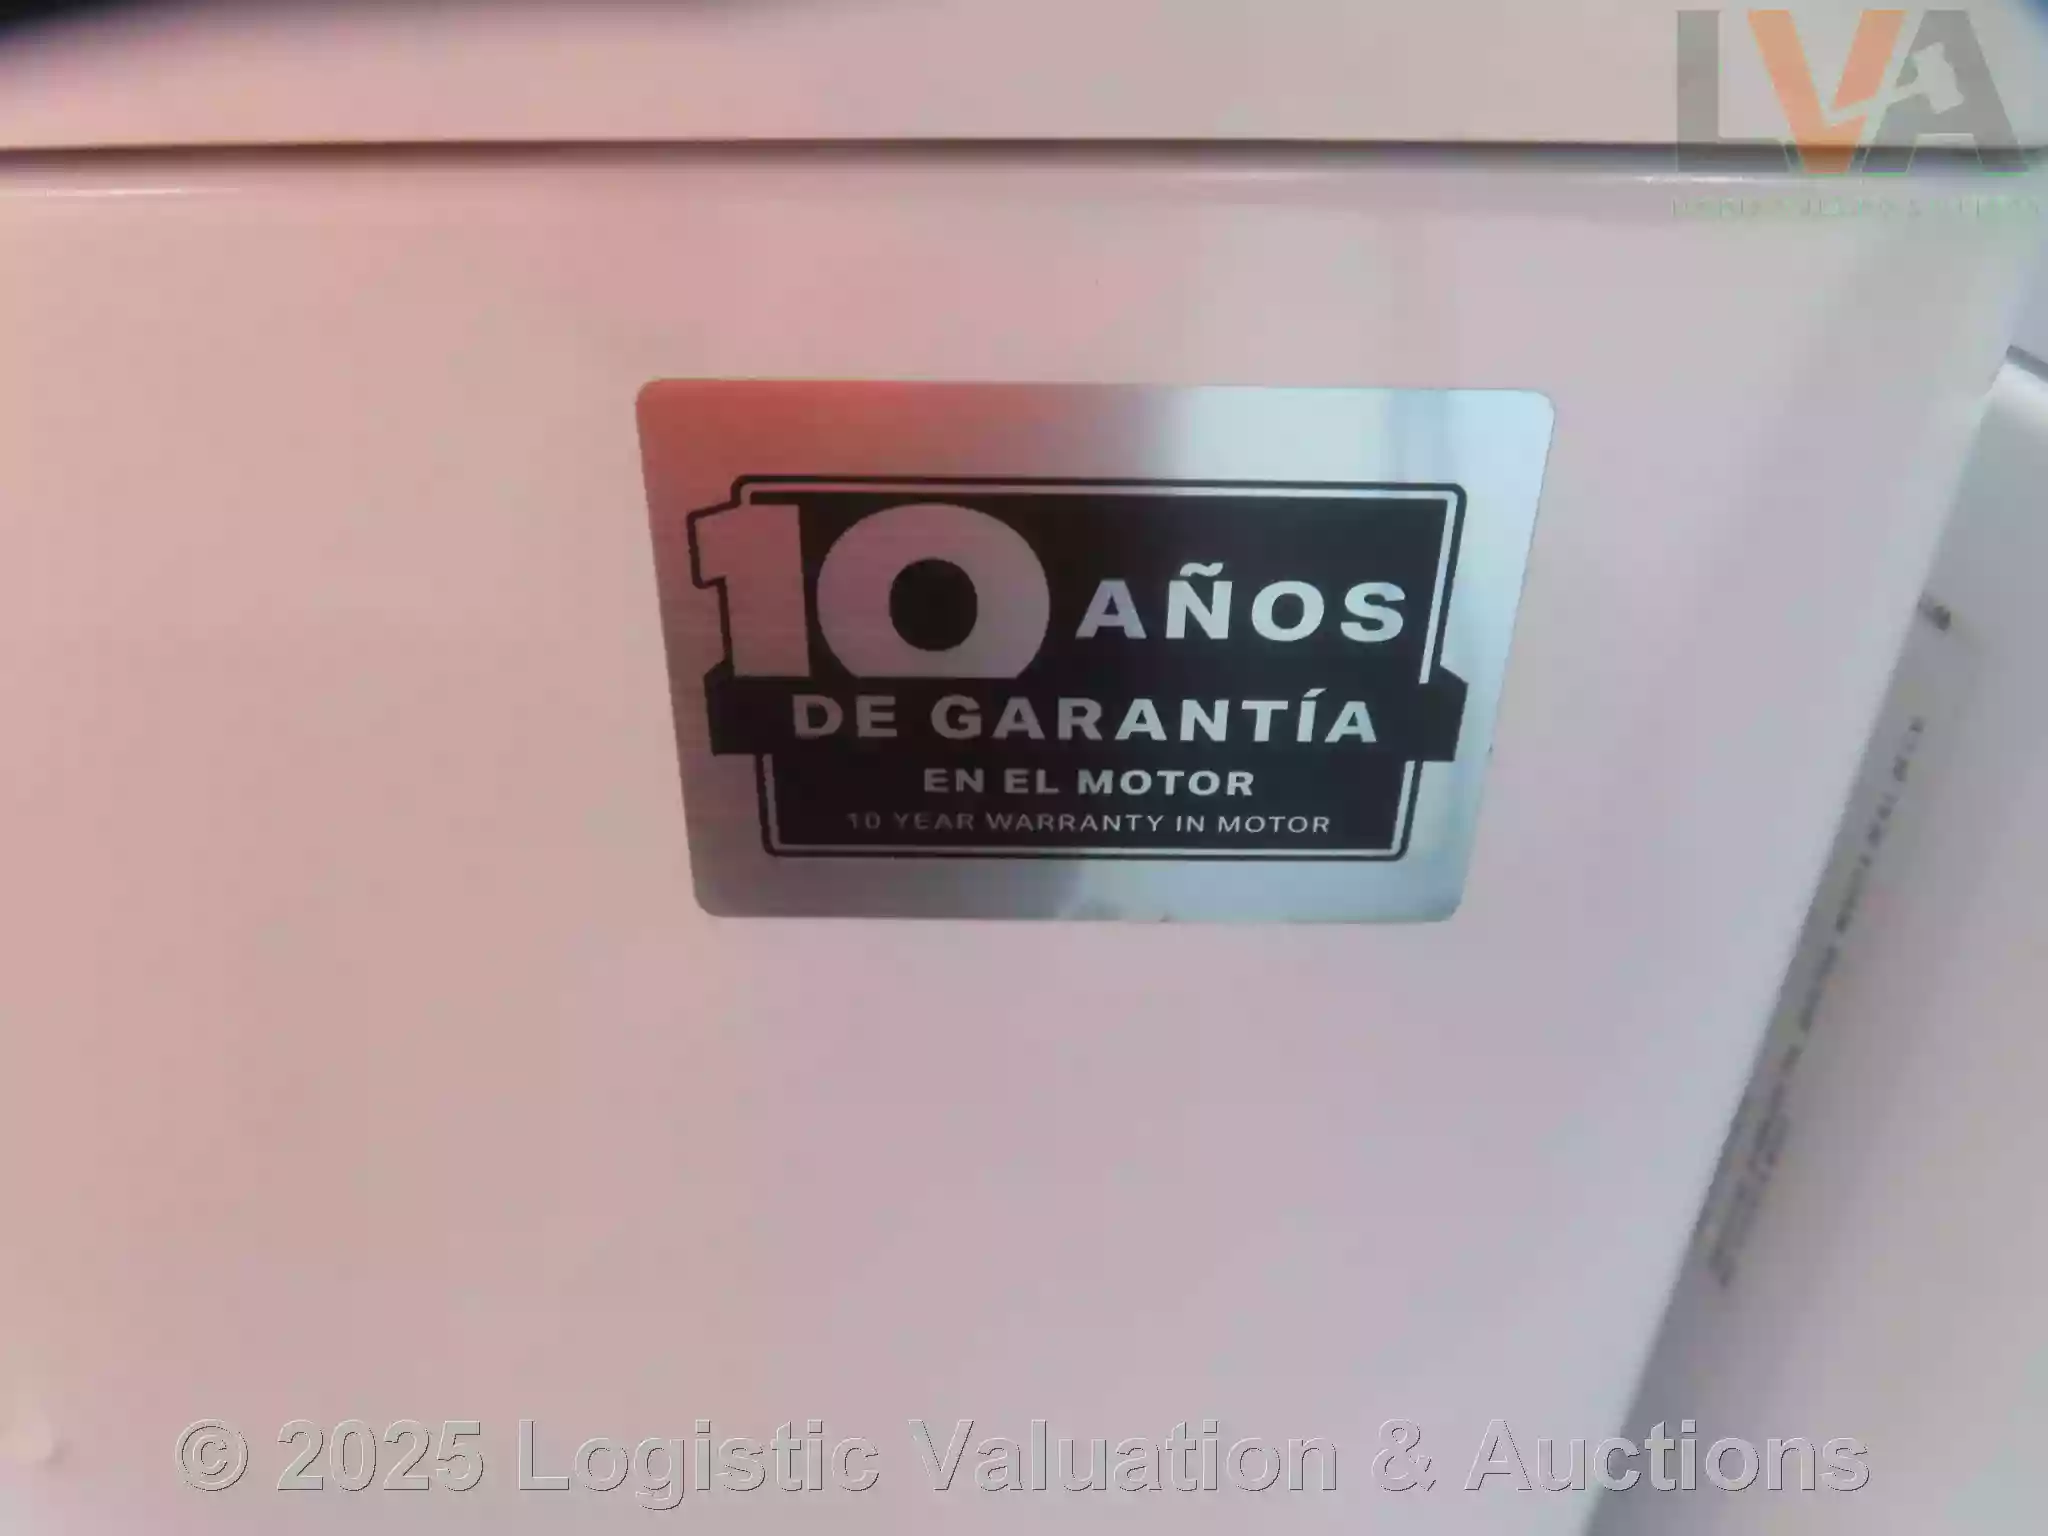 LVA
10 AÑOS
DE GARANTÍA
EN EL MOTOR
10 YEAR WARRANTY IN MOTOR
© 2025 Logistic Valuation & Auctions